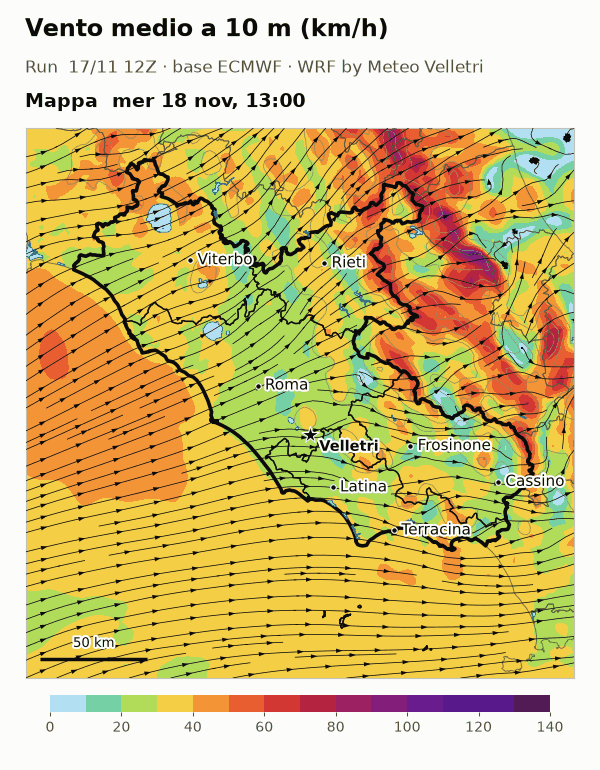 Vento medio a 10 m (km/h)
Run 17/11 12Z · base ECMWF · WRF by Meteo Velletri
Mappa mer 18 nov, 13:00
Viterbo
Rieti
Roma
Velletri
Frosinone
Cassino
Latina
Terracina
50 km
0 20 40 60 80 100 120 140